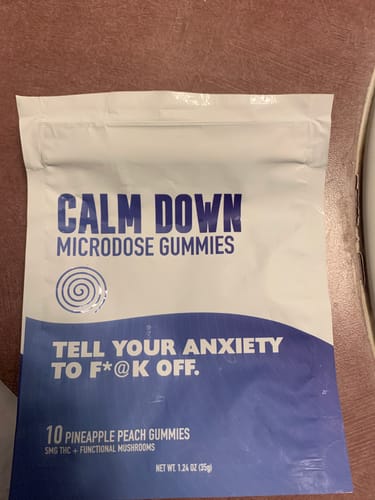 CALM DOWN
MICRODOSE GUMMIES
TELL YOUR ANXIETY
TO F*@K OFF.
10 PINEAPPLE PEACH GUMMIES
5MG THC + FUNCTIONAL MUSHROOMS
NET WT. 1.24 OZ (35g)